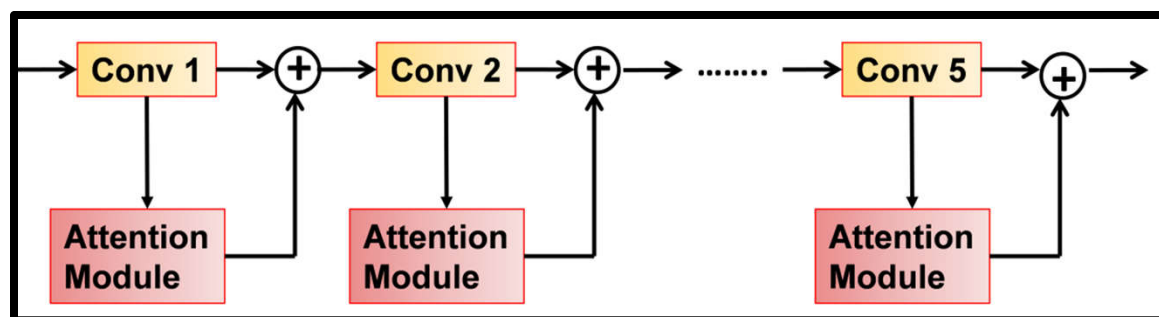 Conv 1
Conv 2
........
Conv 5
Attention
Module
Attention
Module
Attention
Module